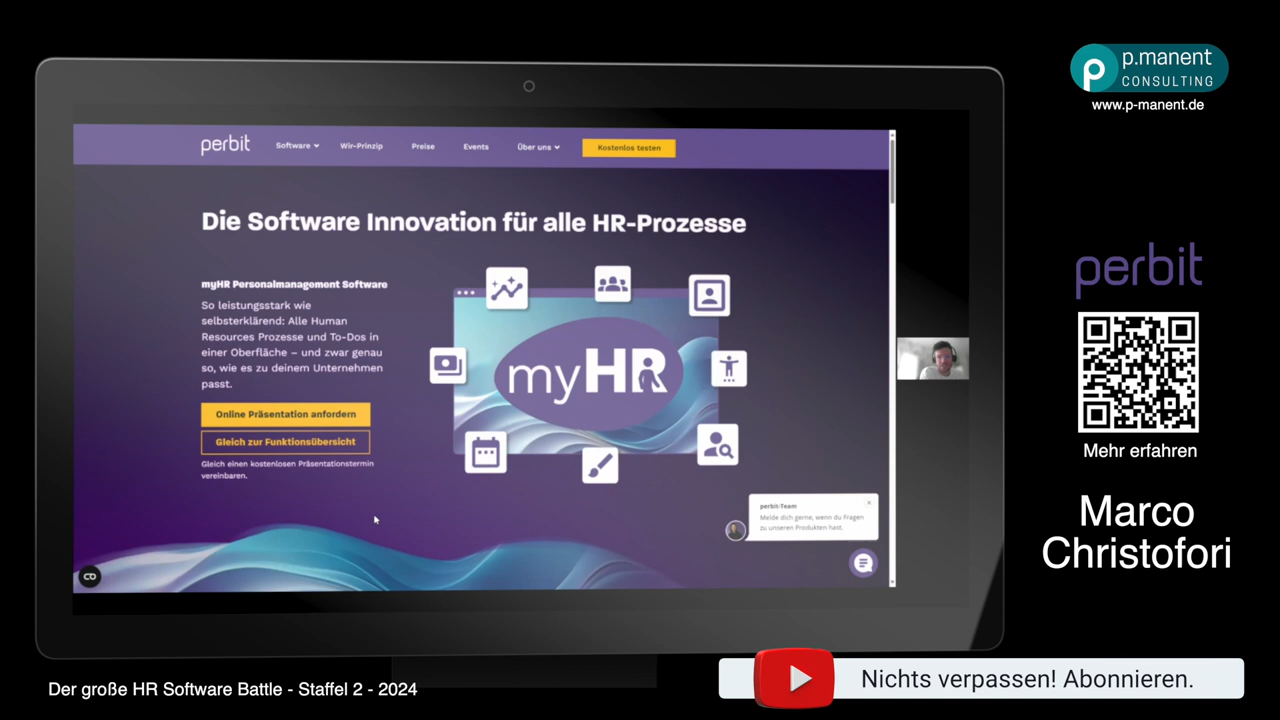 p.manent
CONSULTING
www.p-manent.de
perbit
Software
Wir-Prinzip
Preise
Events
Über uns
Kostenlos testen
Die Software Innovation für alle HR-Prozesse
myHR Personalmanagement Software
So leistungsstark wie
selbsterklärend: Alle Human
Resources Prozesse und To-Dos in
einer Oberfläche – und zwar genau
so, wie es zu deinem Unternehmen
passt.
Online Präsentation anfordern
Gleich zur Funktionsübersicht
Gleich einen kostenlosen Präsentationstermin
vereinbaren.
myHR
perbit-Team
Melde dich gerne, wenn du Fragen
zu unseren Produkten hast.
perbit
Mehr erfahren
Marco
Christofori
Der große HR Software Battle - Staffel 2 - 2024
Nichts verpassen! Abonnieren.